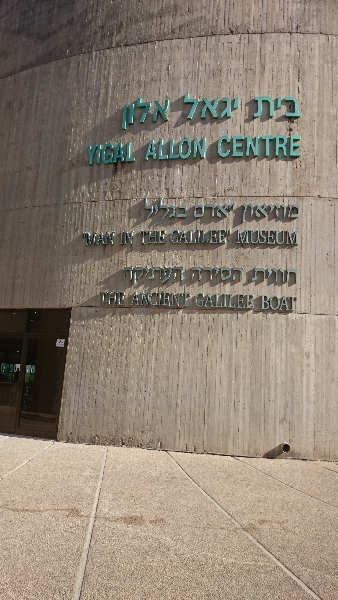 בית יגאל אלון
YIGAL ALLON CENTRE
מוזיאון "אדם בגליל"
"MAN IN THE GALILEE" MUSEUM
חווית הסירה העתיקה
THE ANCIENT GALILEE BOAT